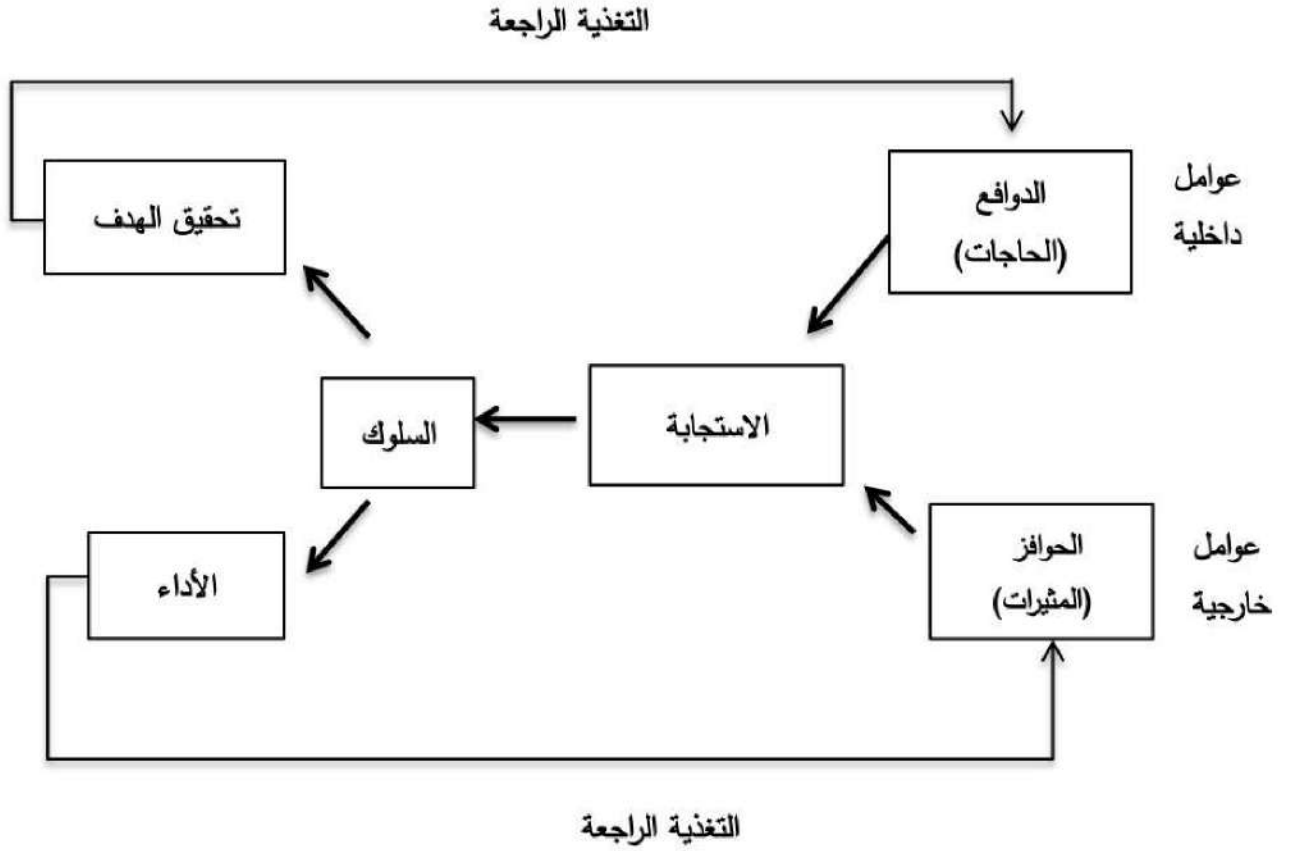 التغذية الراجعة
عوامل
داخلية
الدوافع
(الحاجات)
تحقيق الهدف
الاستجابة
السلوك
عوامل
خارجية
الحوافز
(المثيرات)
الأداء
التغذية الراجعة